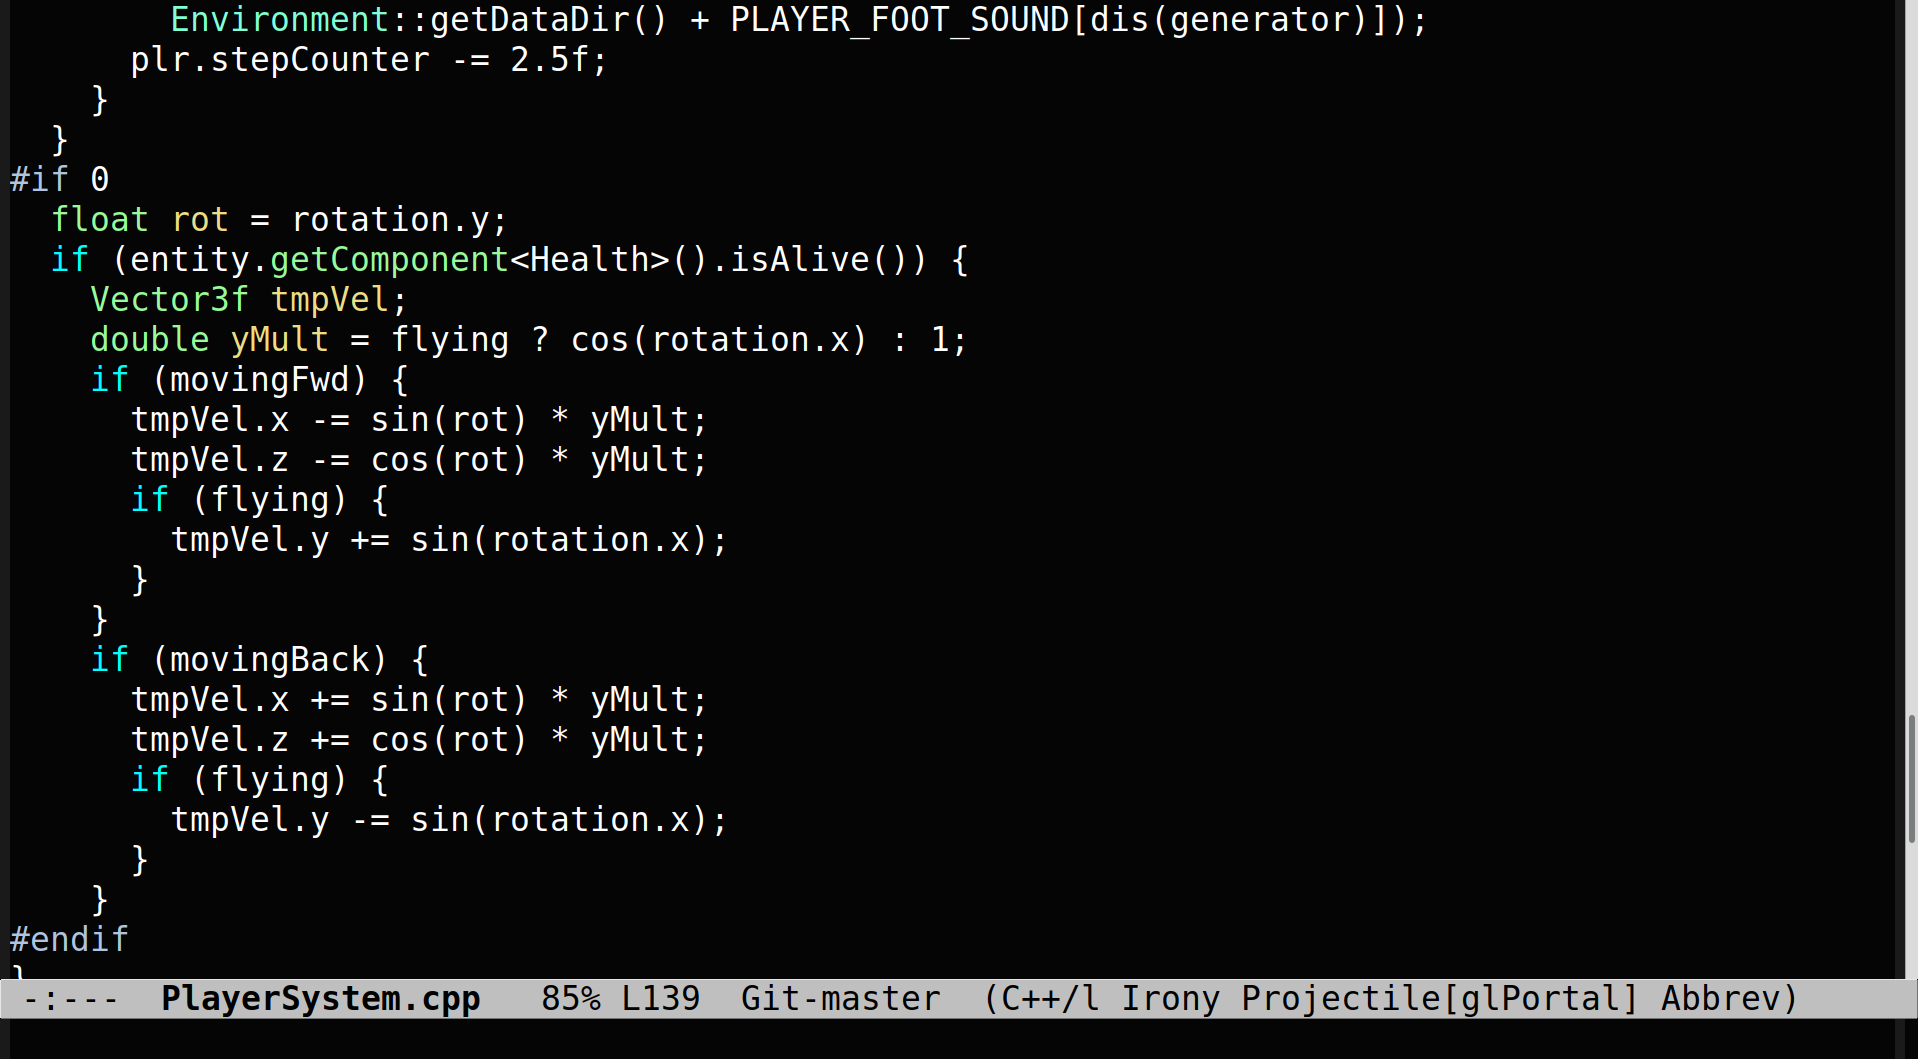 Environment::getDataDir() + PLAYER_FOOT_SOUND[dis(generator)]);
      plr.stepCounter -= 2.5f;
    }
  }
#if 0
  float rot = rotation.y;
  if (entity.getComponent<Health>().isAlive()) {
    Vector3f tmpVel;
    double yMult = flying ? cos(rotation.x) : 1;
    if (movingFwd) {
      tmpVel.x -= sin(rot) * yMult;
      tmpVel.z -= cos(rot) * yMult;
      if (flying) {
        tmpVel.y += sin(rotation.x);
      }
    }
    if (movingBack) {
      tmpVel.x += sin(rot) * yMult;
      tmpVel.z += cos(rot) * yMult;
      if (flying) {
        tmpVel.y -= sin(rotation.x);
      }
    }
#endif
}
-:---  PlayerSystem.cpp   85% L139  Git-master  (C++/l Irony Projectile[glPortal] Abbrev)